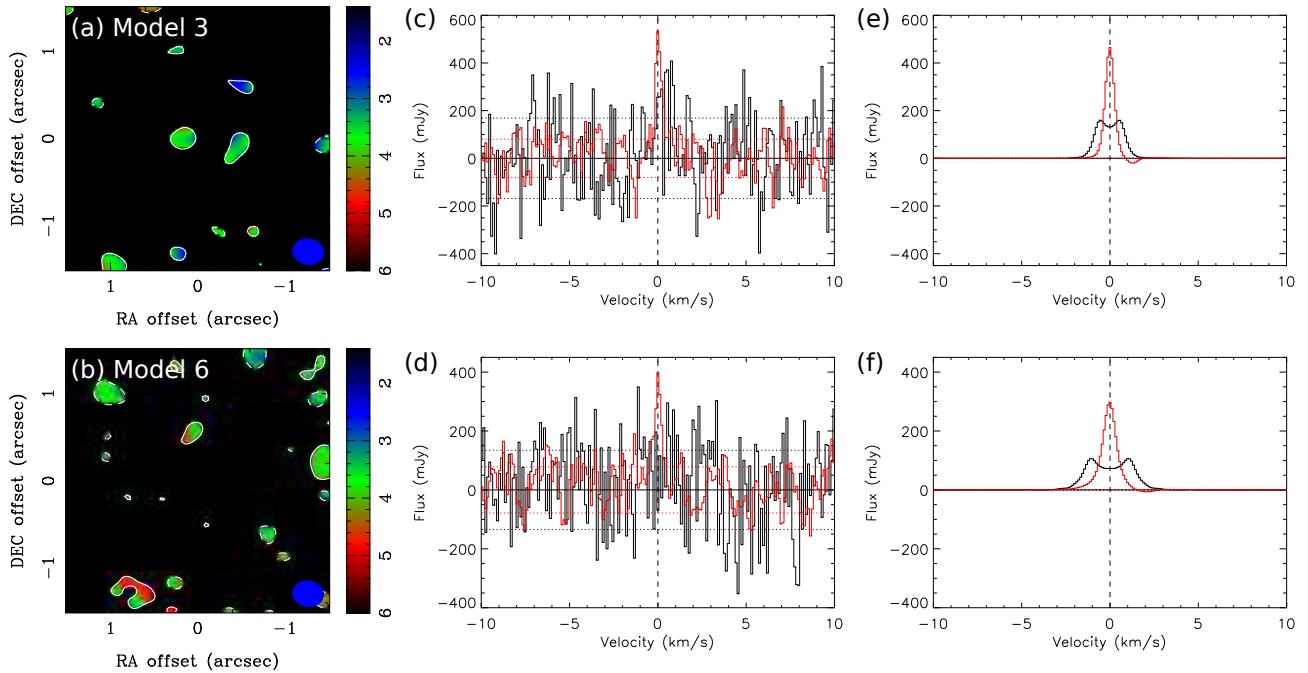 (a) Model 3
DEC offset (arcsec)
1
0
−1
1 0 −1
RA offset (arcsec)
2
3
4
5
6
(c)
Flux (mJy)
600
400
200
0
−200
−400
−10 −5 0 5 10
Velocity (km/s)
(e)
Flux (mJy)
600
400
200
0
−200
−400
−10 −5 0 5 10
Velocity (km/s)
(b) Model 6
DEC offset (arcsec)
1
0
−1
1 0 −1
RA offset (arcsec)
2
3
4
5
6
(d)
Flux (mJy)
400
200
0
−200
−400
−10 −5 0 5 10
Velocity (km/s)
(f)
Flux (mJy)
400
200
0
−200
−400
−10 −5 0 5 10
Velocity (km/s)